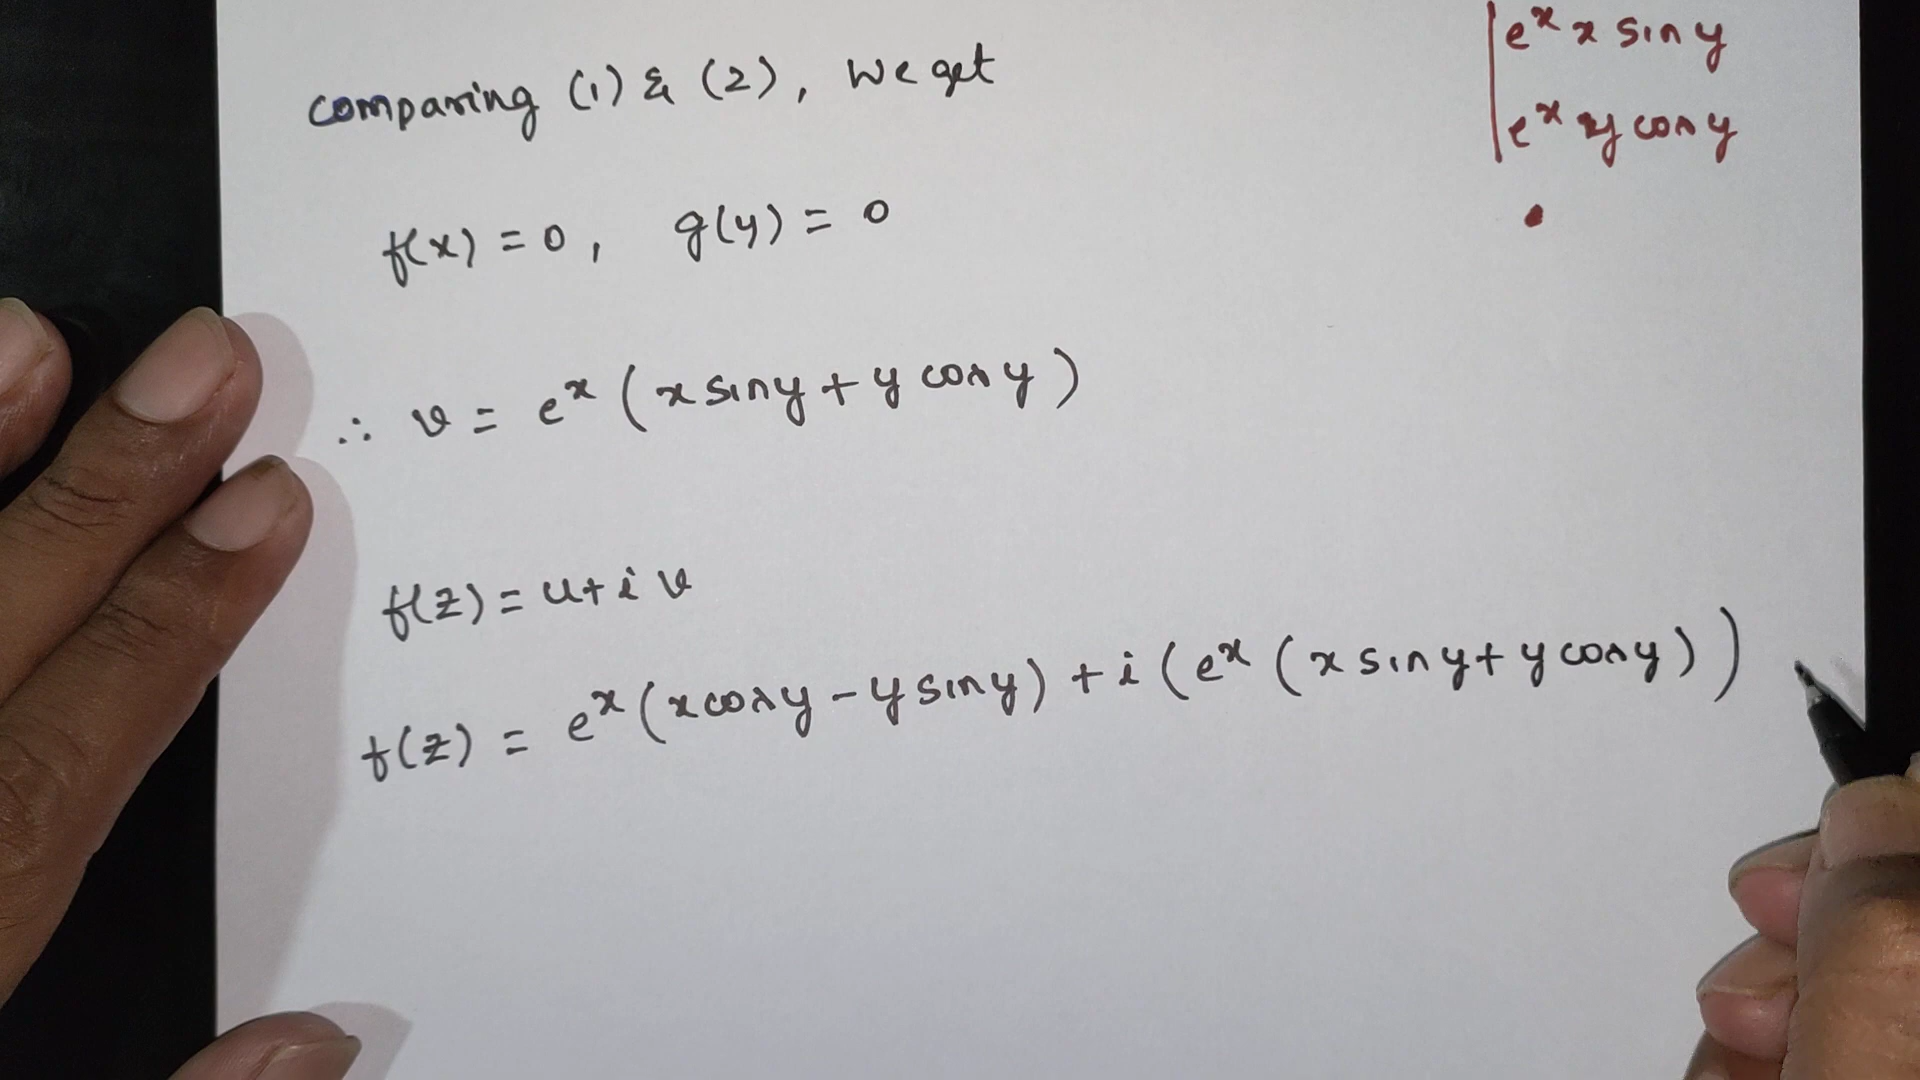 comparing (1) & (2), we get
e^x x sin y
e^x y cos y
f(x) = 0, g(y) = 0
∴ v = e^x (x sin y + y cos y)
f(z) = u + i v
f(z) = e^x (x cos y - y sin y) + i (e^x (x sin y + y cos y))